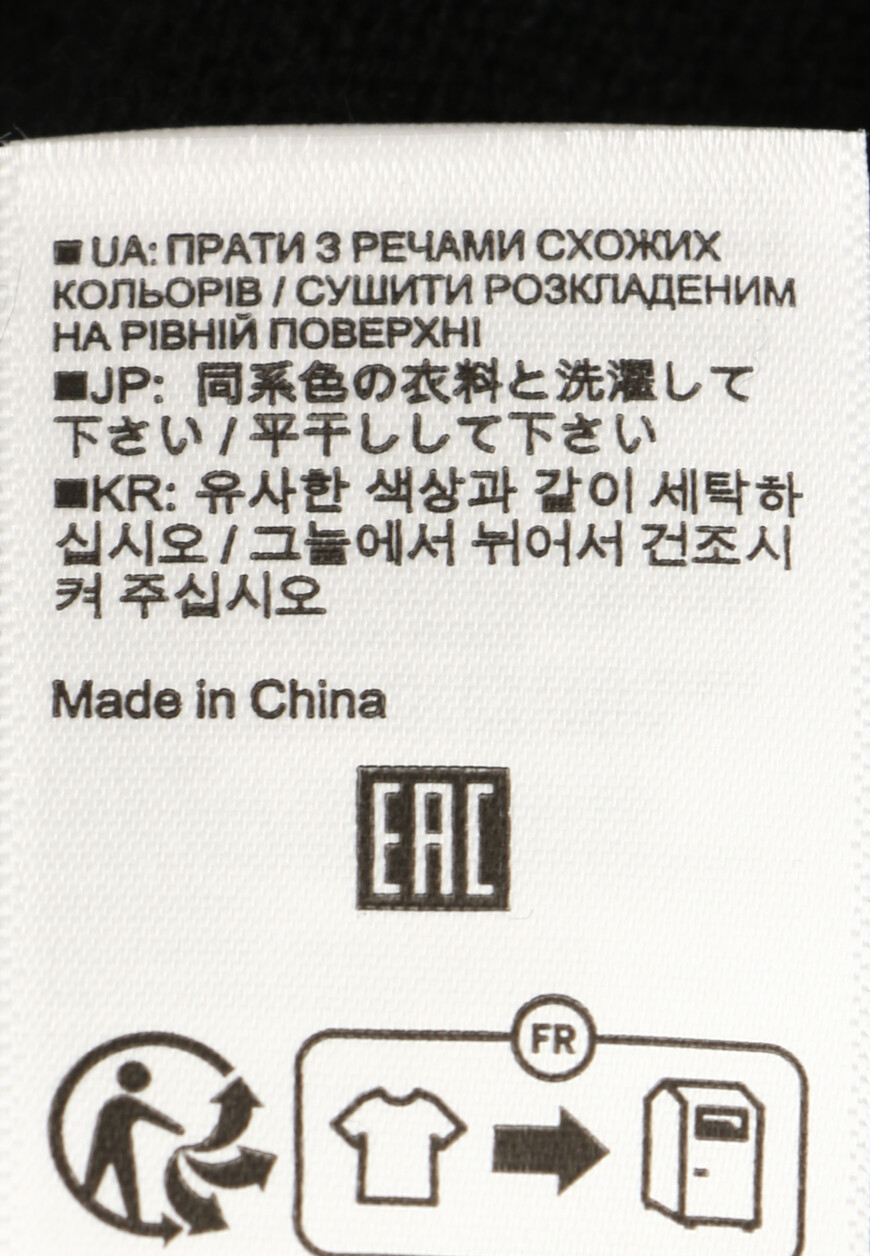 ■ UA: ПРАТИ З РЕЧАМИ СХОЖИХ
КОЛЬОРІВ / СУШИТИ РОЗКЛАДЕНИМ
НА РІВНІЙ ПОВЕРХНІ
■JP: 同系色の衣料と洗濯して
下さい / 平干しして下さい
■KR: 유사한 색상과 같이 세탁하
십시오 / 그늘에서 뉘어서 건조시
켜 주십시오
Made in China
EAC
FR